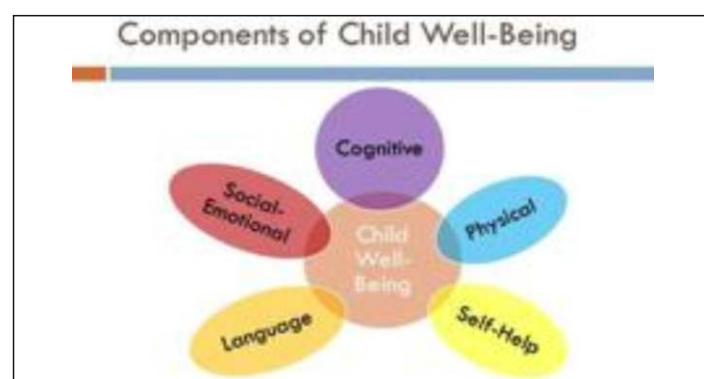 Components of Child Well-Being
Cognitive
Social-
Emotional
Physical
Child
Well-
Being
Language
Self-Help